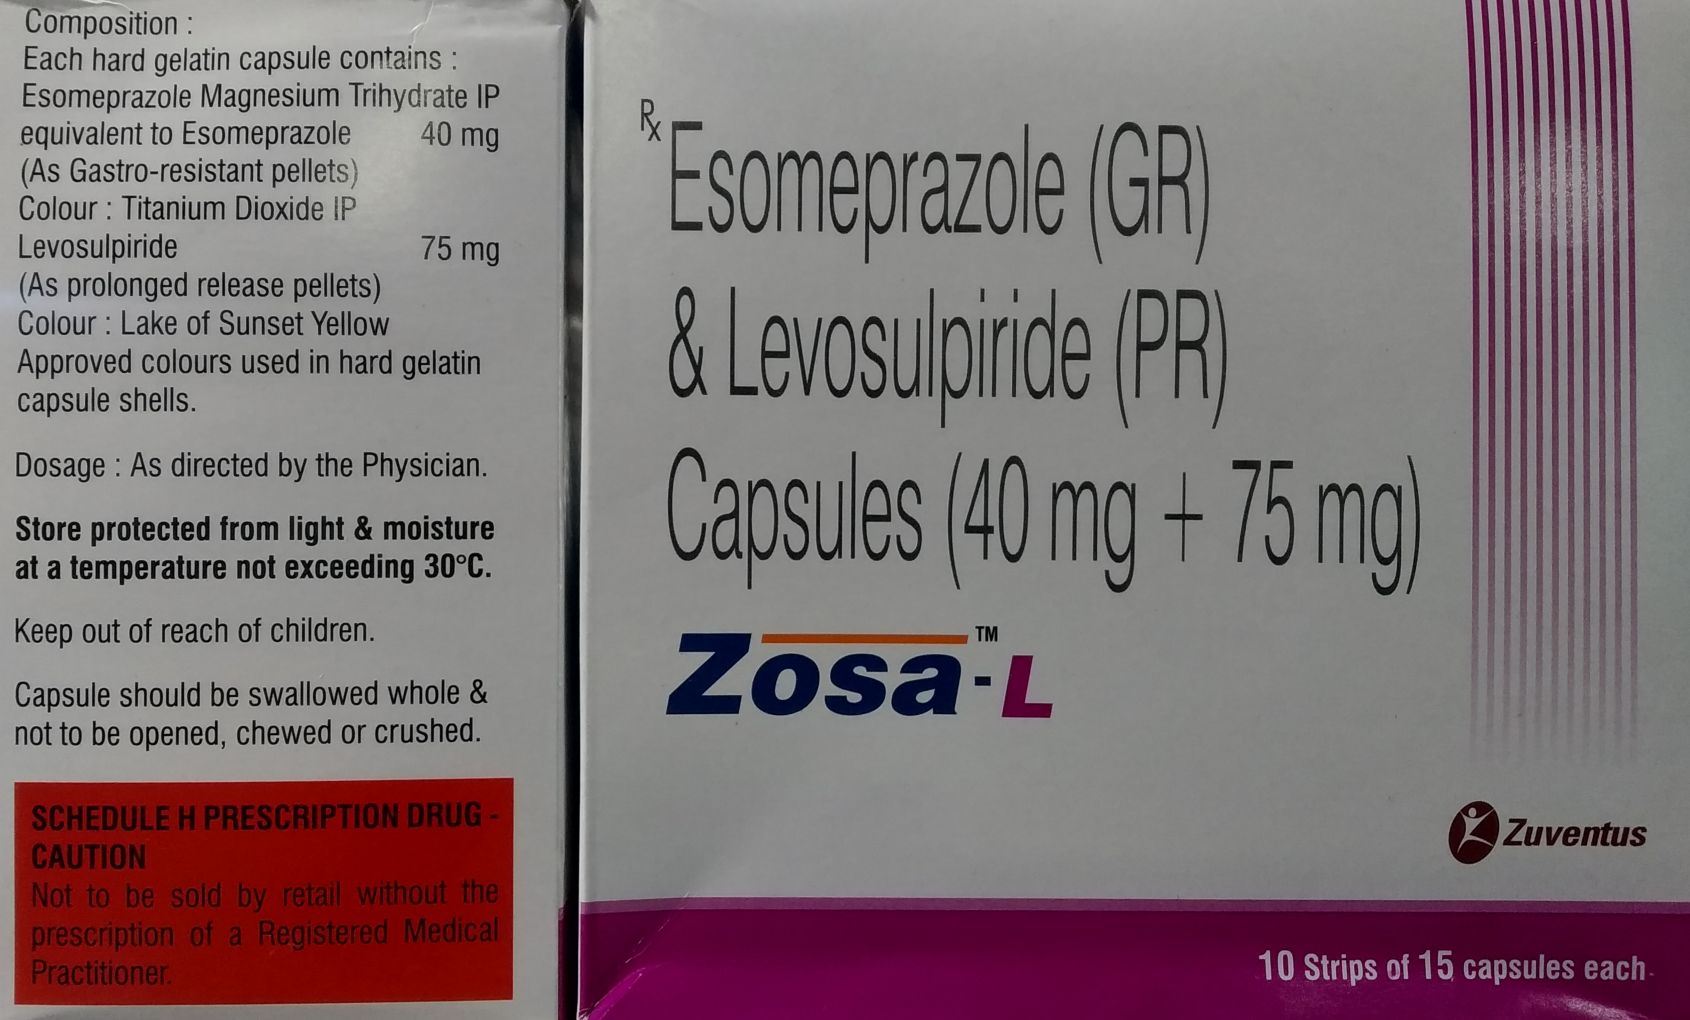 Composition :
Each hard gelatin capsule contains :
Esomeprazole Magnesium Trihydrate IP
equivalent to Esomeprazole 40 mg
(As Gastro-resistant pellets)
Colour : Titanium Dioxide IP
Levosulpiride 75 mg
(As prolonged release pellets)
Colour : Lake of Sunset Yellow
Approved colours used in hard gelatin
capsule shells.
Dosage : As directed by the Physician.
Store protected from light & moisture
at a temperature not exceeding 30°C.
Keep out of reach of children.
Capsule should be swallowed whole &
not to be opened, chewed or crushed.
SCHEDULE H PRESCRIPTION DRUG -
CAUTION
Not to be sold by retail without the
prescription of a Registered Medical
Practitioner.
Rx Esomeprazole (GR)
& Levosulpiride (PR)
Capsules (40 mg + 75 mg)
Zosa-L™
Zuventus
10 Strips of 15 capsules each